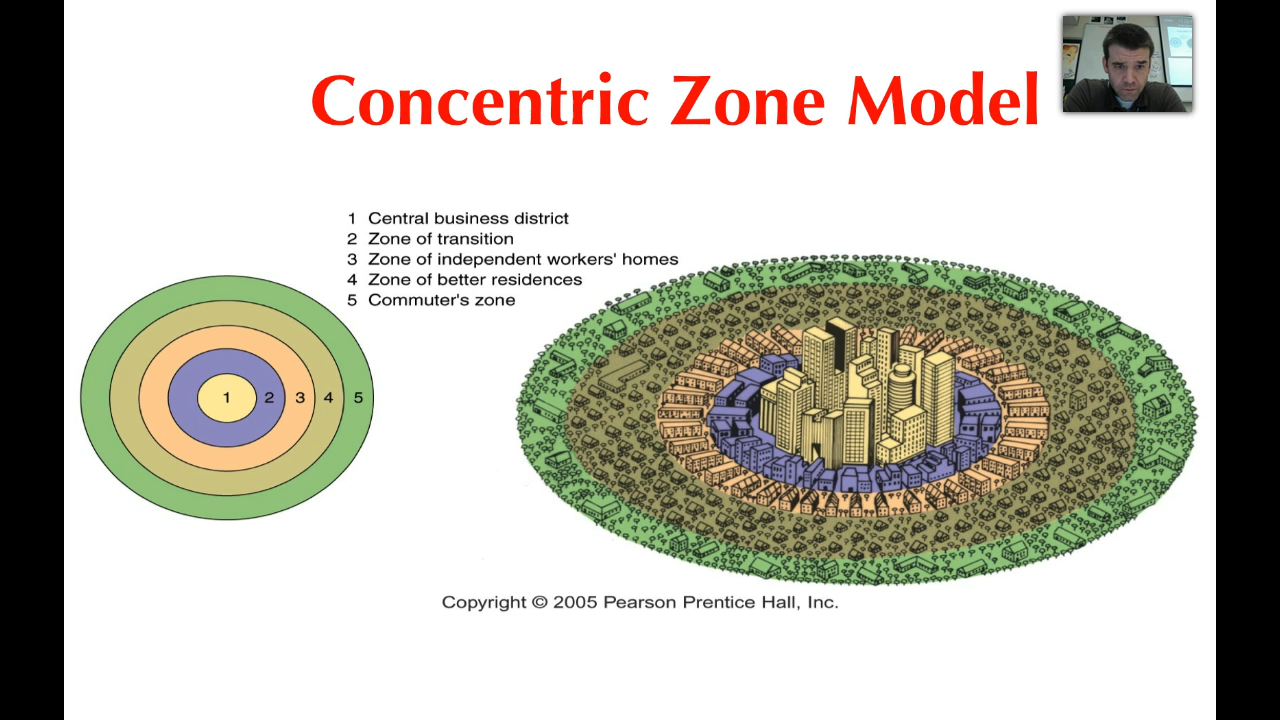 Concentric Zone Model
1 Central business district
2 Zone of transition
3 Zone of independent workers' homes
4 Zone of better residences
5 Commuter's zone
1 2 3 4 5
Copyright © 2005 Pearson Prentice Hall, Inc.